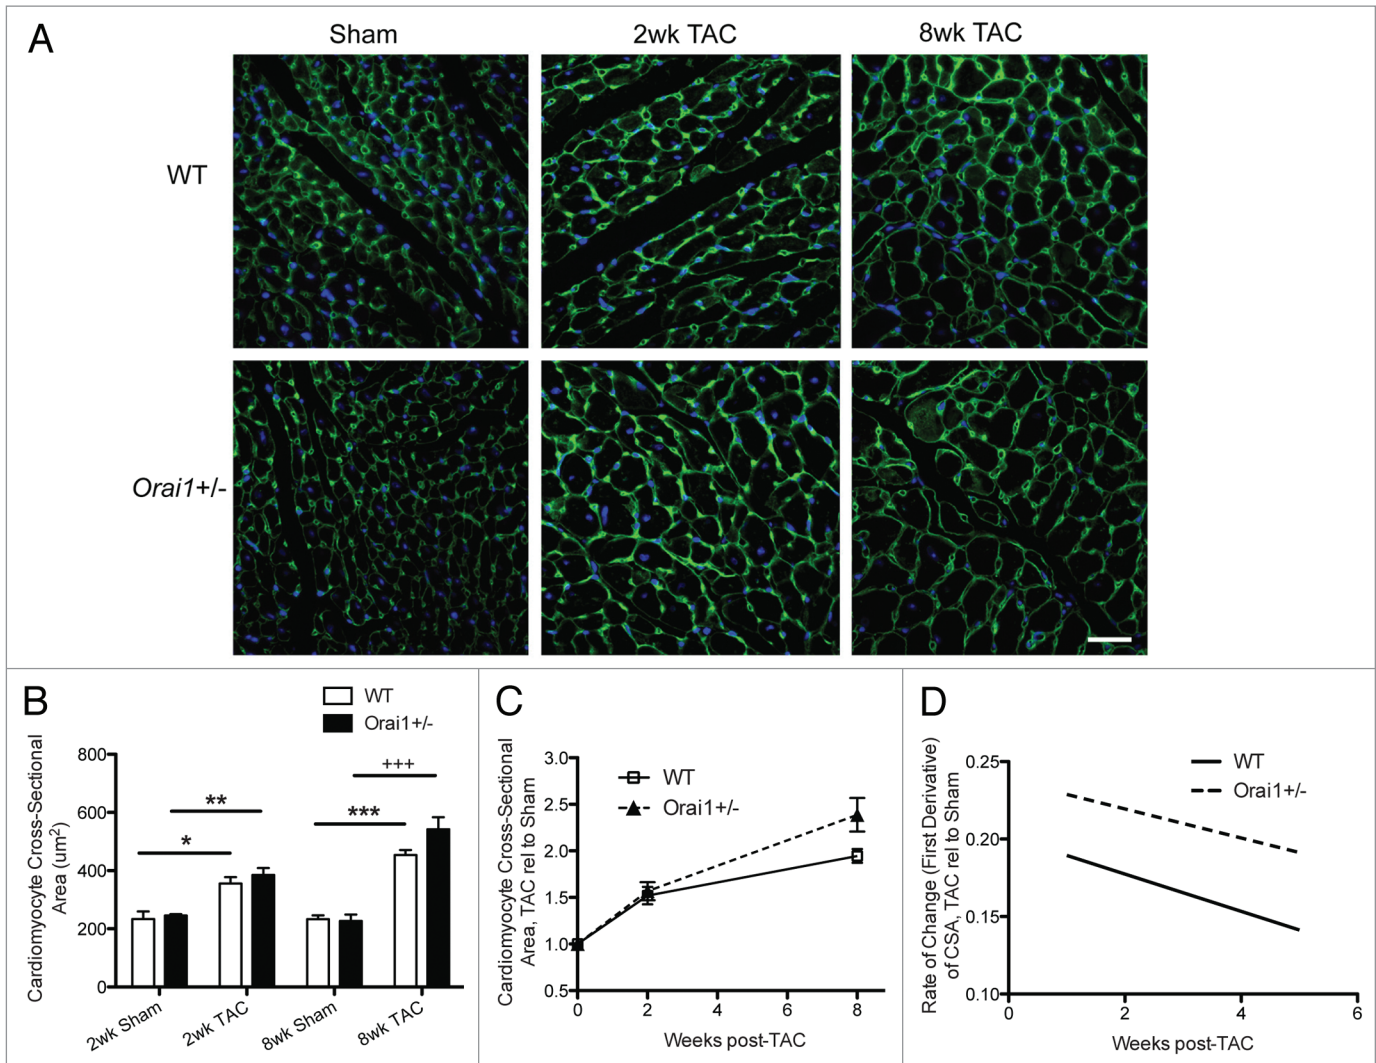 A
Sham
2wk TAC
8wk TAC
WT
Orai1+/-
B
WT
Orai1+/-
Cardiomyocyte Cross-Sectional
Area (um²)
800
600
400
200
0
*
**
***
+++
2wk Sham
2wk TAC
8wk Sham
8wk TAC
C
Cardiomyocyte Cross-Sectional
Area, TAC rel to Sham
3.0
2.5
2.0
1.5
1.0
0.5
WT
Orai1+/-
0
2
4
6
8
Weeks post-TAC
D
Rate of Change (First Derivative)
of CSA, TAC rel to Sham
0.25
0.20
0.15
0.10
WT
Orai1+/-
0
2
4
6
Weeks post-TAC